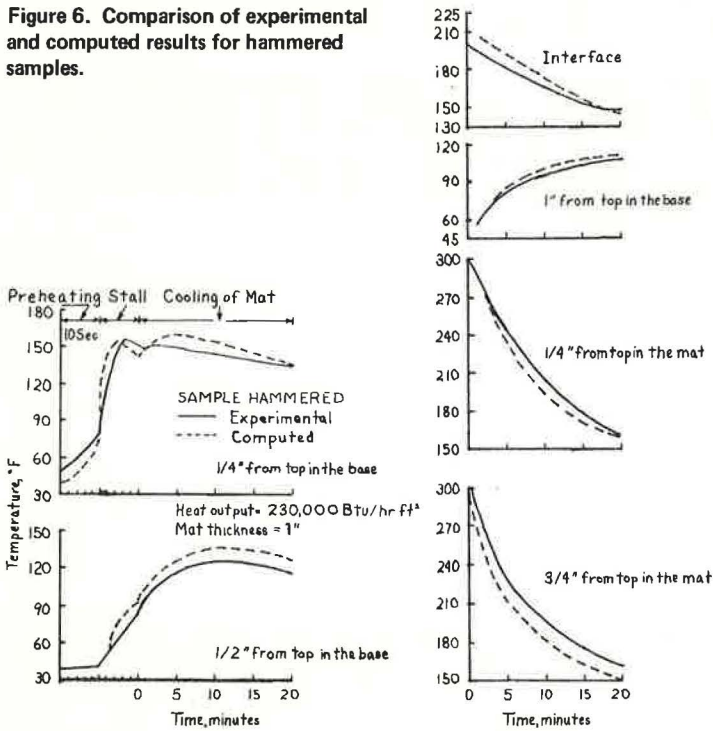 Figure 6. Comparison of experimental
and computed results for hammered
samples.
225
210
180
150
130
Interface
120
90
60
45
1" from top in the base
300
270
240
210
180
150
1/4" from top in the mat
300
270
240
210
180
150
3/4" from top in the mat
0 5 10 15 20
Time, minutes
Preheating Stall Cooling of Mat
180
10 Sec
150
120
90
60
30
SAMPLE HAMMERED
Experimental
Computed
1/4" from top in the base
Temperature, °F
Heat output = 230,000 Btu/hr ft²
Mat thickness = 1"
150
120
90
60
30
1/2" from top in the base
0 5 10 15 20
Time, minutes